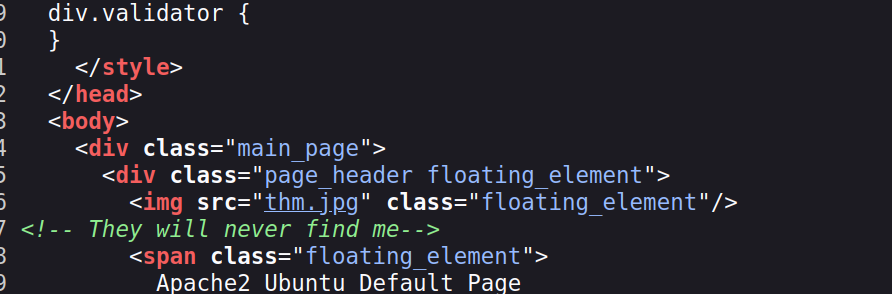 9   div.validator {
0   }
1     </style>
2   </head>
3   <body>
4     <div class="main_page">
5       <div class="page_header floating_element">
6         <img src="thm.jpg" class="floating_element"/>
7 <!-- They will never find me-->
8         <span class="floating_element">
9           Apache2 Ubuntu Default Page